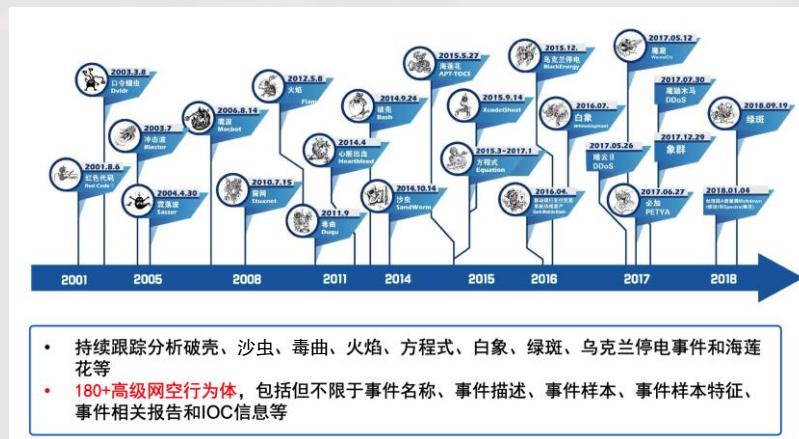 2001.8.6
红色代码
Red Code
2003.3.8
口令蠕虫
Dvldr
2003.7
冲击波
Blaster
2004.4.30
震荡波
Sasser
2006.8.14
魔波
Mocbot
2010.7.15
震网
Stuxnet
2012.5.8
火焰
Flam
2011.9
毒曲
Duqu
2014.4
心脏出血
Heartbleed
2014.9.24
破壳
Bash
2014.10.14
沙虫
SandWorm
2015.5.27
海莲花
APT-TOCS
2015.9.14
XcodeGhost
2015.3-2017.1
方程式
Equation
2015.12.
乌克兰停电
BlackEnergy
2016.07.
白象
WhiteElephant
2016.04.
2017.05.12
魔窟
WannaCry
2017.05.26
暗云Ⅱ
DDoS
2017.07.30
魔鼬木马
DDoS
2017.12.29
象群
2017.06.27
必加
PETYA
2018.09.19
绿斑
2018.01.04
2001
2005
2008
2011
2014
2015
2016
2017
2018
• 持续跟踪分析破壳、沙虫、毒曲、火焰、方程式、白象、绿斑、乌克兰停电事件和海莲
花等
• 180+高级网空行为体，包括但不限于事件名称、事件描述、事件样本、事件样本特征、
事件相关报告和IOC信息等